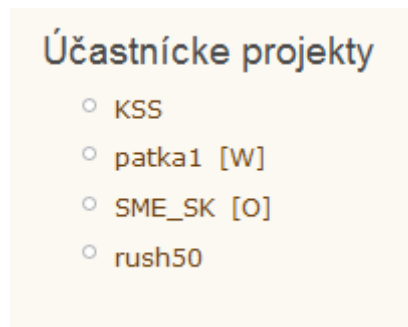 Účastnícke projekty
KSS
patka1 [W]
SME_SK [O]
rush50